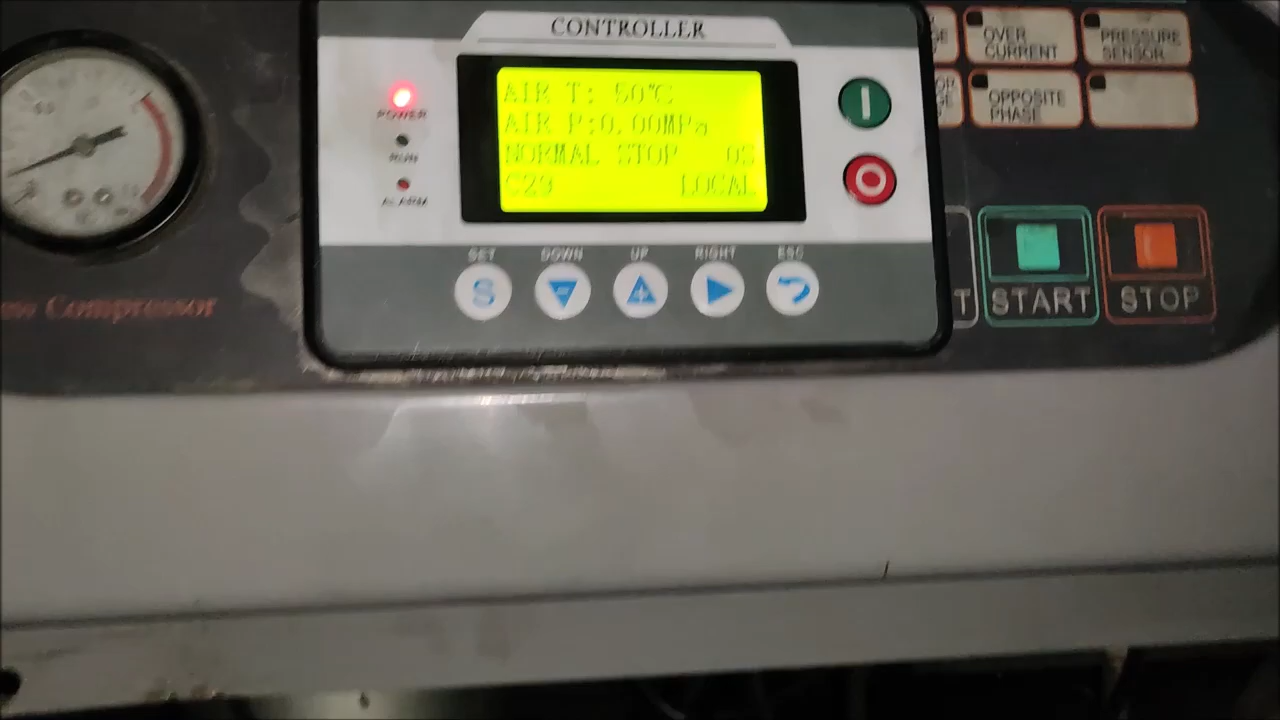 CONTROLLER
POWER
RUN
ALARM
AIR T: 50℃
AIR P:0.00MPa
NORMAL STOP 0S
C29 LOCAL
SET
DOWN
UP
RIGHT
ESC
S
OVER
CURRENT
PRESSURE
SENSOR
OPPOSITE
PHASE
T
START
STOP
Compressor